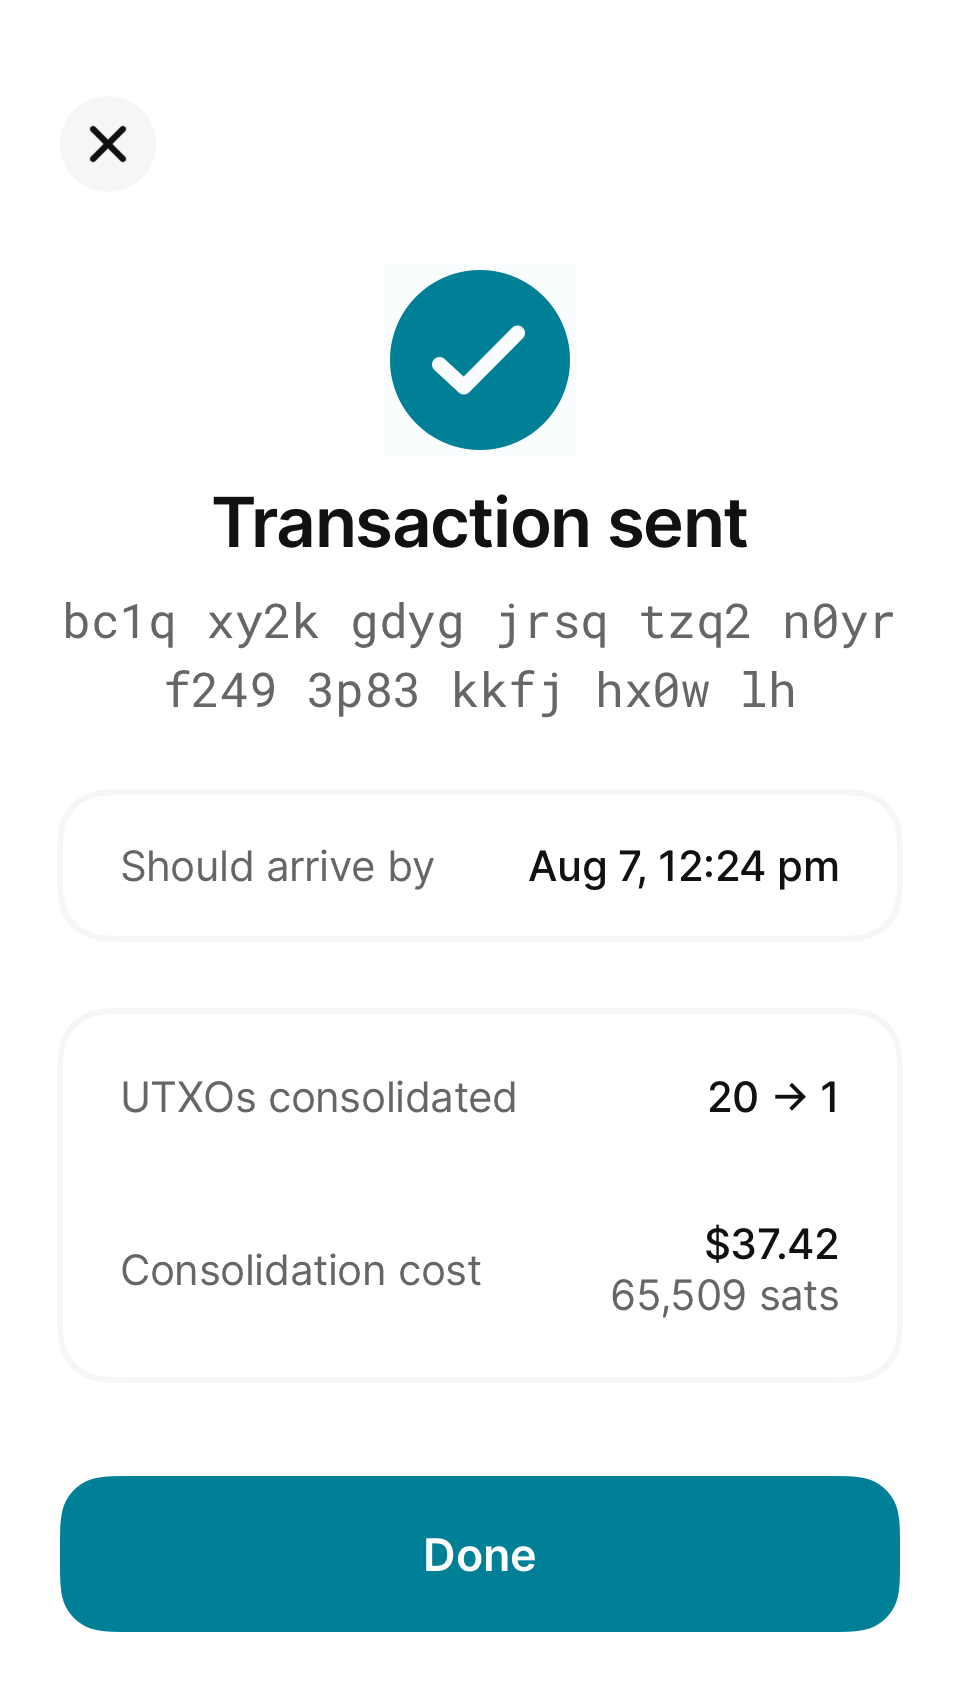 Transaction sent
bc1q xy2k gdyg jrsq tzq2 n0yr
f249 3p83 kkfj hx0w lh
Should arrive by Aug 7, 12:24 pm
UTXOs consolidated 20 → 1
Consolidation cost $37.42
65,509 sats
Done